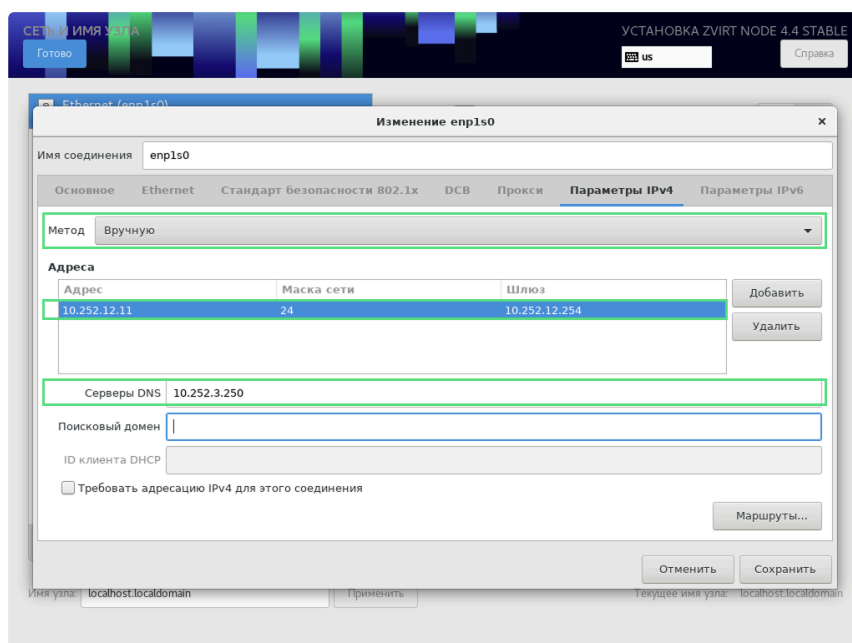 СЕТЬ И ИМЯ УЗЛА
УСТАНОВКА ZVIRT NODE 4.4 STABLE
Готово
us
Справка
Ethernet (enp1s0)
Изменение enp1s0
Имя соединения enp1s0
Основное Ethernet Стандарт безопасности 802.1x DCB Прокси Параметры IPv4 Параметры IPv6
Метод Вручную
Адреса
Адрес Маска сети Шлюз
10.252.12.11 24 10.252.12.254
Добавить
Удалить
Серверы DNS 10.252.3.250
Поисковый домен
ID клиента DHCP
Требовать адресацию IPv4 для этого соединения
Маршруты...
Отменить Сохранить
Имя узла: localhost.localdomain Применить Текущее имя узла: localhost.localdomain